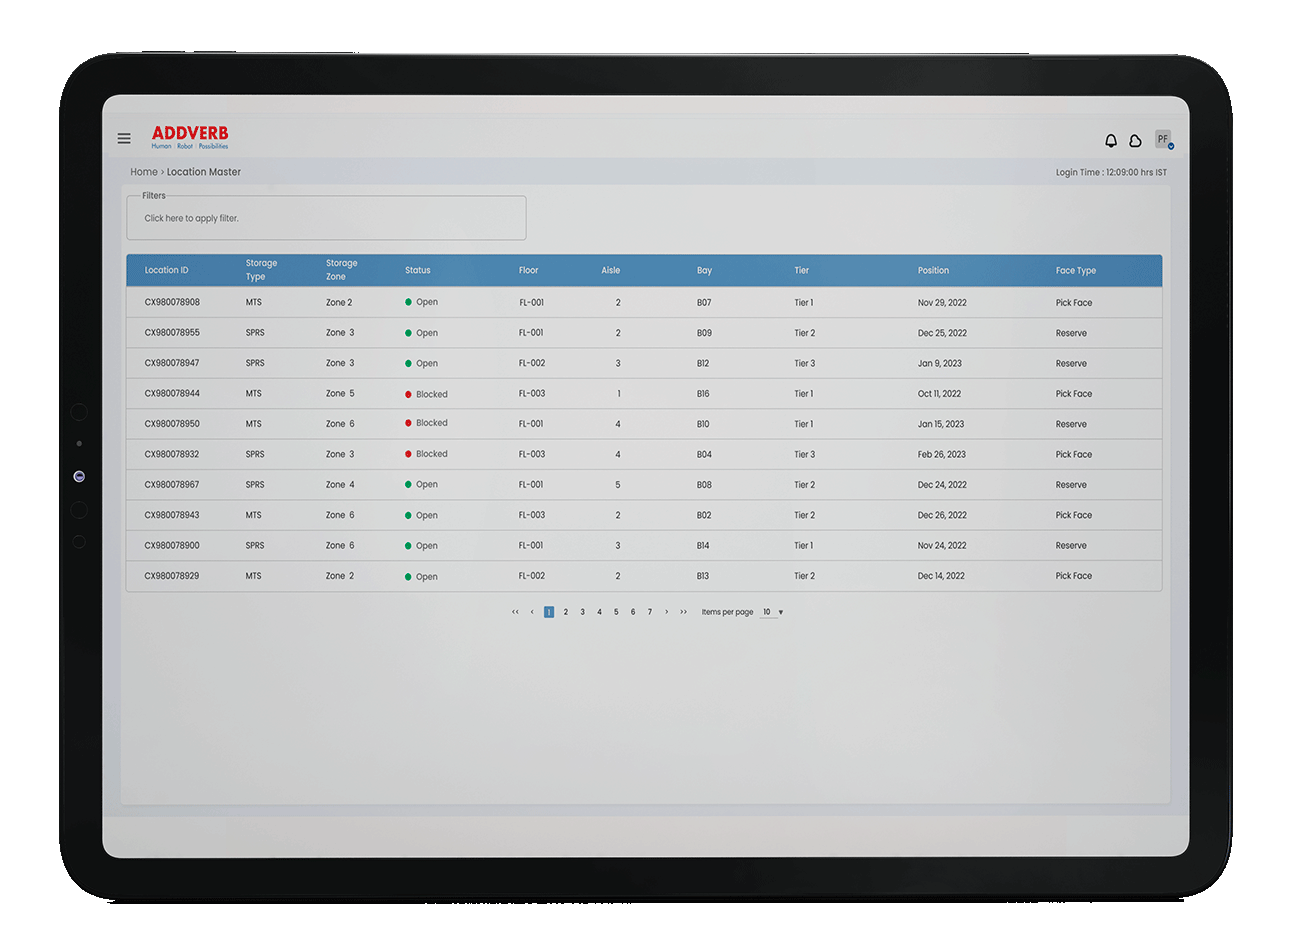 ADDVERB
Human | Robot | Possibilities
PF
Home › Location Master
Login Time : 12:09:00 hrs IST
Filters
Click here to apply filter.
Location ID Storage Type Storage Zone Status Floor Aisle Bay Tier Position Face Type
CX980078908 MTS Zone 2 Open FL-001 2 B07 Tier 1 Nov 29, 2022 Pick Face
CX980078955 SPRS Zone 3 Open FL-001 2 B09 Tier 2 Dec 25, 2022 Reserve
CX980078947 SPRS Zone 3 Open FL-002 3 B12 Tier 3 Jan 9, 2023 Reserve
CX980078944 MTS Zone 5 Blocked FL-003 1 B16 Tier 1 Oct 11, 2022 Pick Face
CX980078950 MTS Zone 6 Blocked FL-001 4 B10 Tier 1 Jan 15, 2023 Reserve
CX980078932 SPRS Zone 3 Blocked FL-003 4 B04 Tier 3 Feb 26, 2023 Pick Face
CX980078967 SPRS Zone 4 Open FL-001 5 B08 Tier 2 Dec 24, 2022 Reserve
CX980078943 MTS Zone 6 Open FL-003 2 B02 Tier 2 Dec 26, 2022 Pick Face
CX980078900 SPRS Zone 6 Open FL-001 3 B14 Tier 1 Nov 24, 2022 Reserve
CX980078929 MTS Zone 2 Open FL-002 2 B13 Tier 2 Dec 14, 2022 Pick Face
‹‹ ‹ 1 2 3 4 5 6 7 › ›› Items per page 10